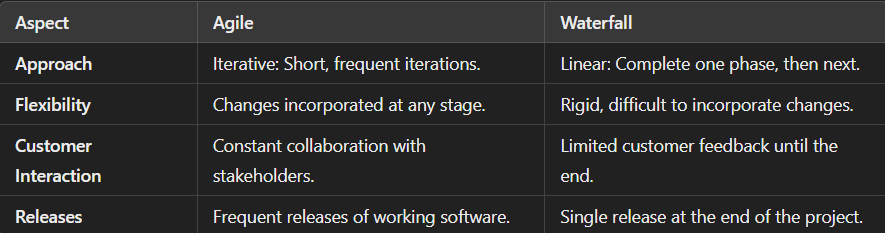 Aspect Agile Waterfall
Approach Iterative: Short, frequent iterations. Linear: Complete one phase, then next.
Flexibility Changes incorporated at any stage. Rigid, difficult to incorporate changes.
Customer Constant collaboration with Limited customer feedback until the
Interaction stakeholders. end.
Releases Frequent releases of working software. Single release at the end of the project.